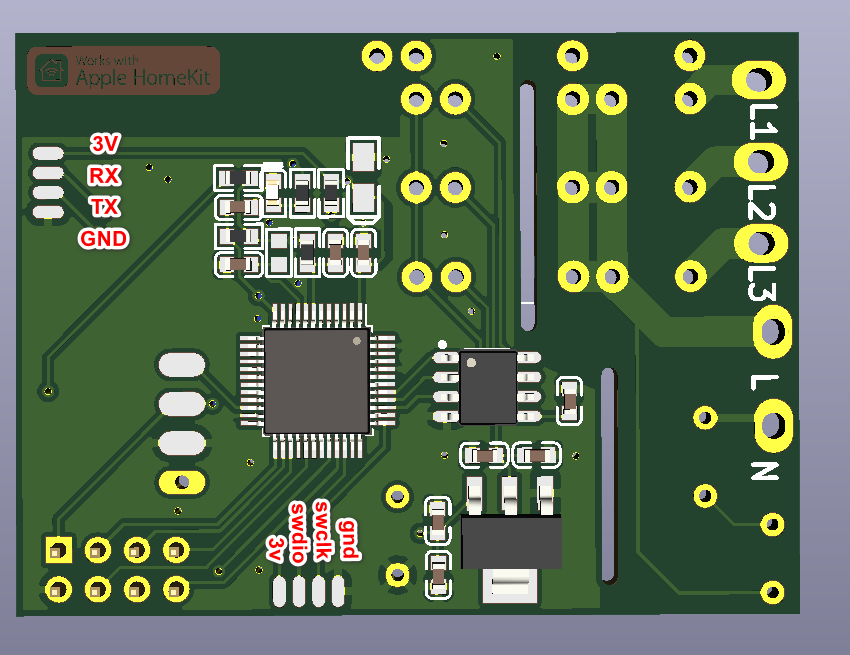 Works with
Apple HomeKit
3V
RX
TX
GND
L1
L2
L3
L
N
3v
swdio
swclk
gnd